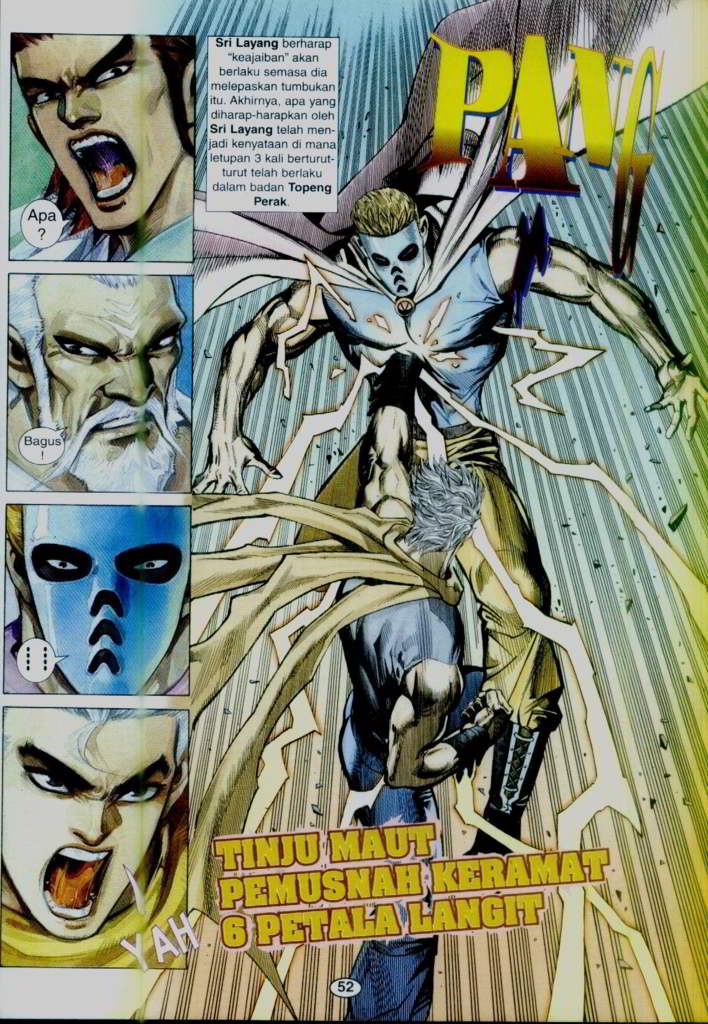 Sri Layang berharap
"keajaiban" akan
berlaku semasa dia
melepaskan tumbukan
itu. Akhirnya, apa yang
diharap-harapkan oleh
Sri Layang telah men-
jadi kenyataan di mana
letupan 3 kali berturut-
turut telah berlaku
dalam badan Topeng
Perak.
PANG
!!
Apa
?
Bagus
!
!!!
YAH
TINJU MAUT
PEMUSNAH KERAMAT
6 PETALA LANGIT
52